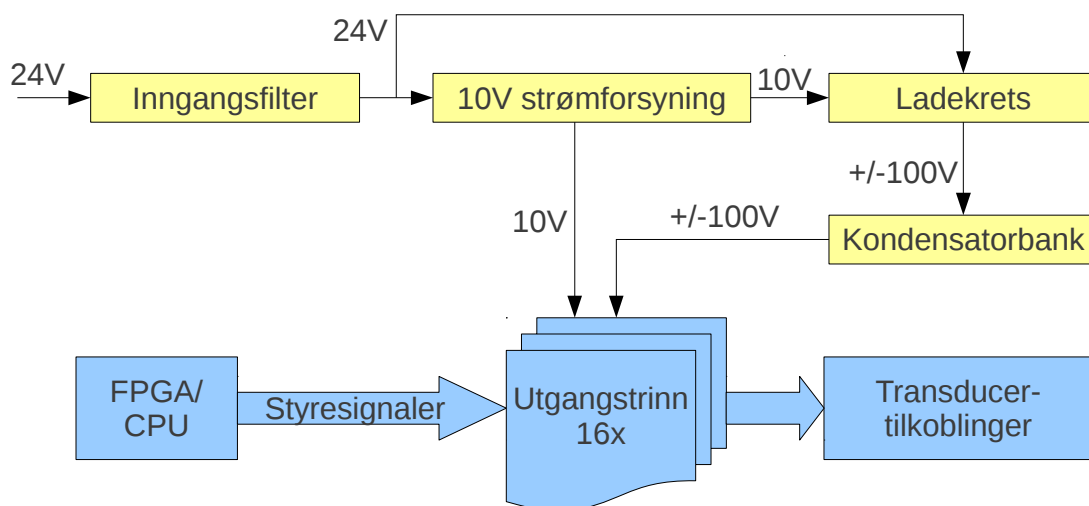 24V
24V
Inngangsfilter
10V strømforsyning
10V
Ladekrets
+/-100V
10V
+/-100V
Kondensatorbank
FPGA/
CPU
Styresignaler
Utgangstrinn
16x
Transducer-
tilkoblinger